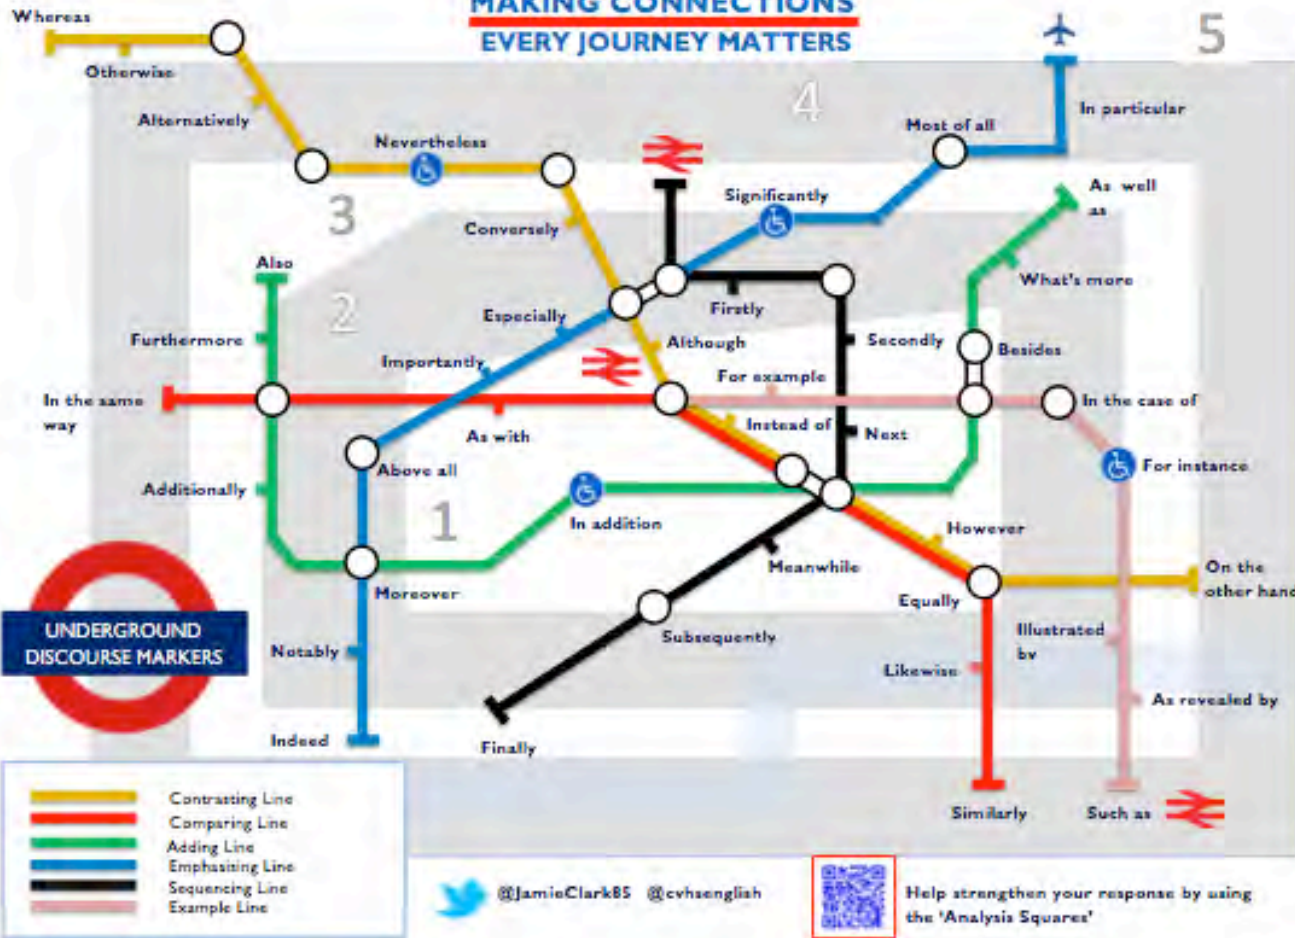 MAKING CONNECTIONS
EVERY JOURNEY MATTERS
5
Whereas
Otherwise
4
In particular
Alternatively
Most of all
Nevertheless
Significantly
As well
as
3
Conversely
Also
What's more
2
Especially
Firstly
Furthermore
Although
Secondly
Besides
Importantly
For example
In the same
way
In the case of
As with
Instead of
Next
Above all
For instance
Additionally
1
In addition
However
Meanwhile
On the
other hand
Moreover
Equally
UNDERGROUND
DISCOURSE MARKERS
Subsequently
Illustrated
by
Notably
Likewise
As revealed by
Indeed
Finally
Similarly
Such as
Contrasting Line
Comparing Line
Adding Line
Emphasising Line
Sequencing Line
Example Line
@JamieClark85 @cvhsenglish
Help strengthen your response by using
the 'Analysis Squares'